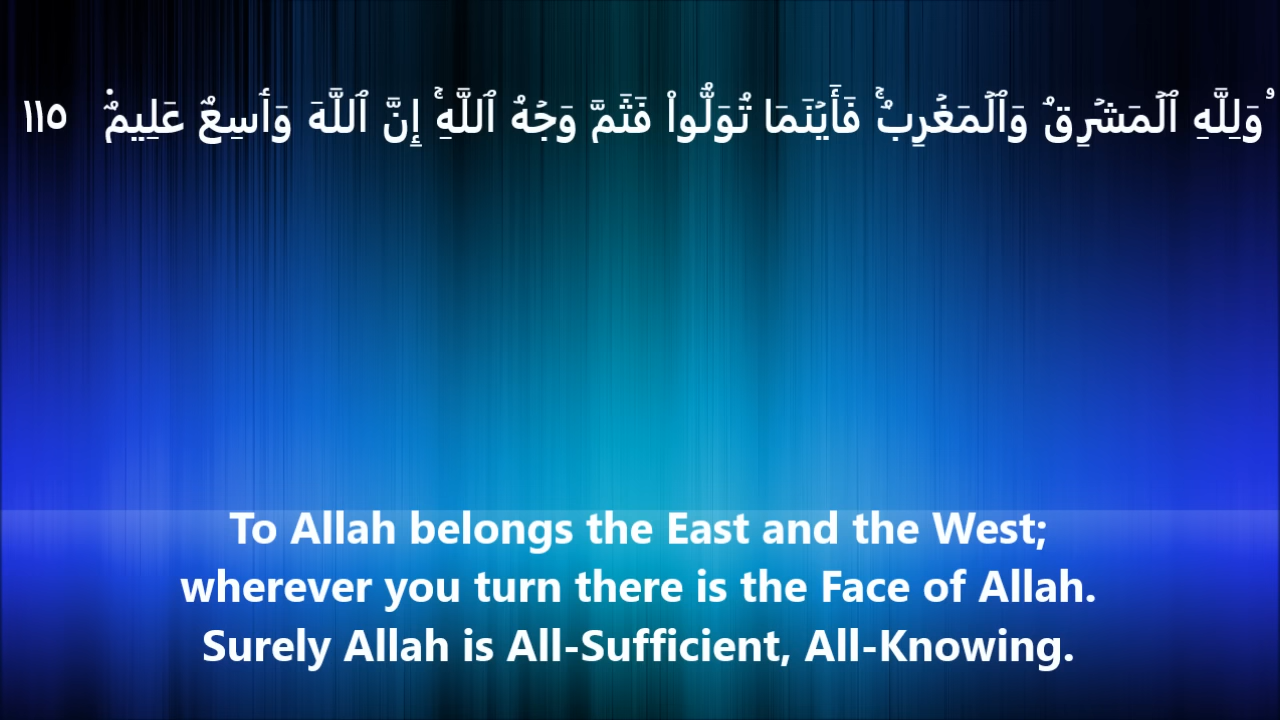 وَلِلَّهِ ٱلْمَشْرِقُ وَٱلْمَغْرِبُ ۚ فَأَيْنَمَا تُوَلُّوا۟ فَثَمَّ وَجْهُ ٱللَّهِ ۚ إِنَّ ٱللَّهَ وَٰسِعٌ عَلِيمٌ ١١٥
To Allah belongs the East and the West;
wherever you turn there is the Face of Allah.
Surely Allah is All-Sufficient, All-Knowing.